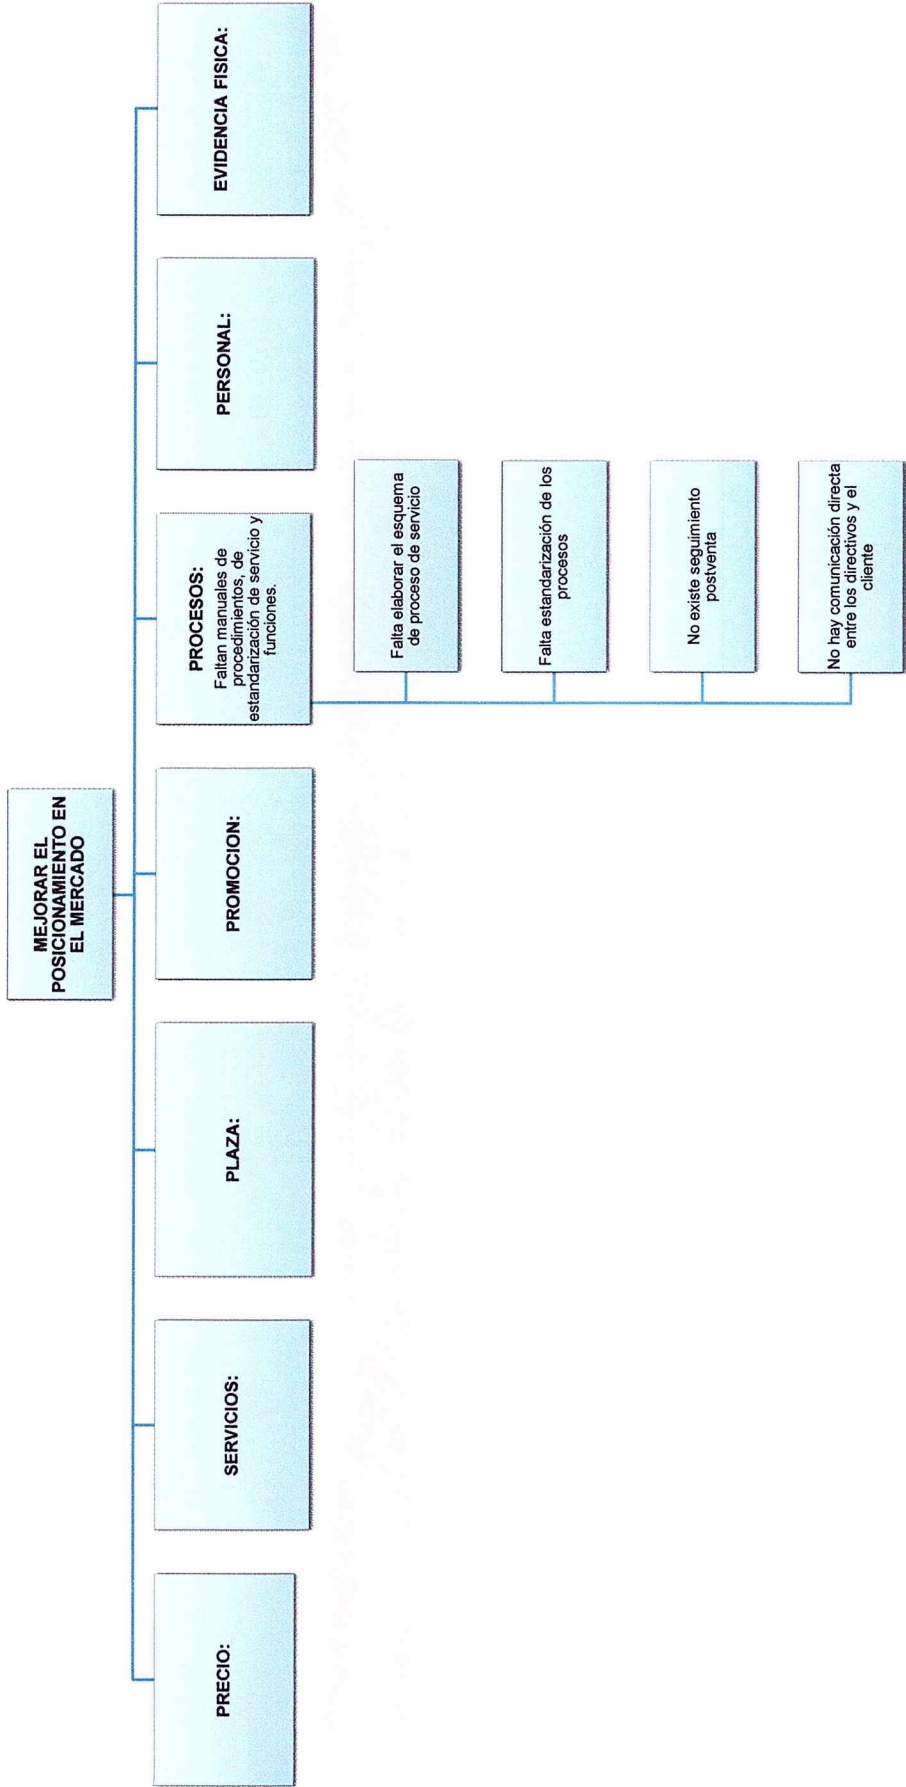 MEJORAR EL
POSICIONAMIENTO EN
EL MERCADO
PRECIO:
SERVICIOS:
PLAZA:
PROMOCION:
PROCESOS:
Faltan manuales de
procedimientos, de
estandarización de servicio y
funciones.
PERSONAL:
EVIDENCIA FISICA:
Falta elaborar el esquema
de proceso de servicio
Falta estandarización de los
procesos
No existe seguimiento
postventa
No hay comunicación directa
entre los directivos y el
cliente